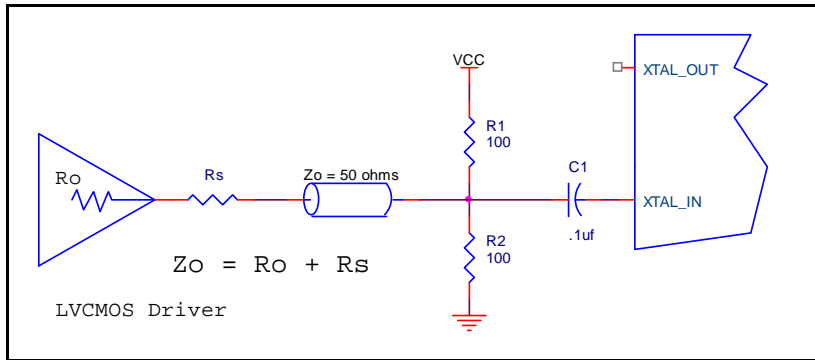 VCC
XTAL_OUT
R1
100
Ro
Rs
Zo = 50 ohms
C1
XTAL_IN
.1uf
R2
100
Zo = Ro + Rs
LVCMOS Driver